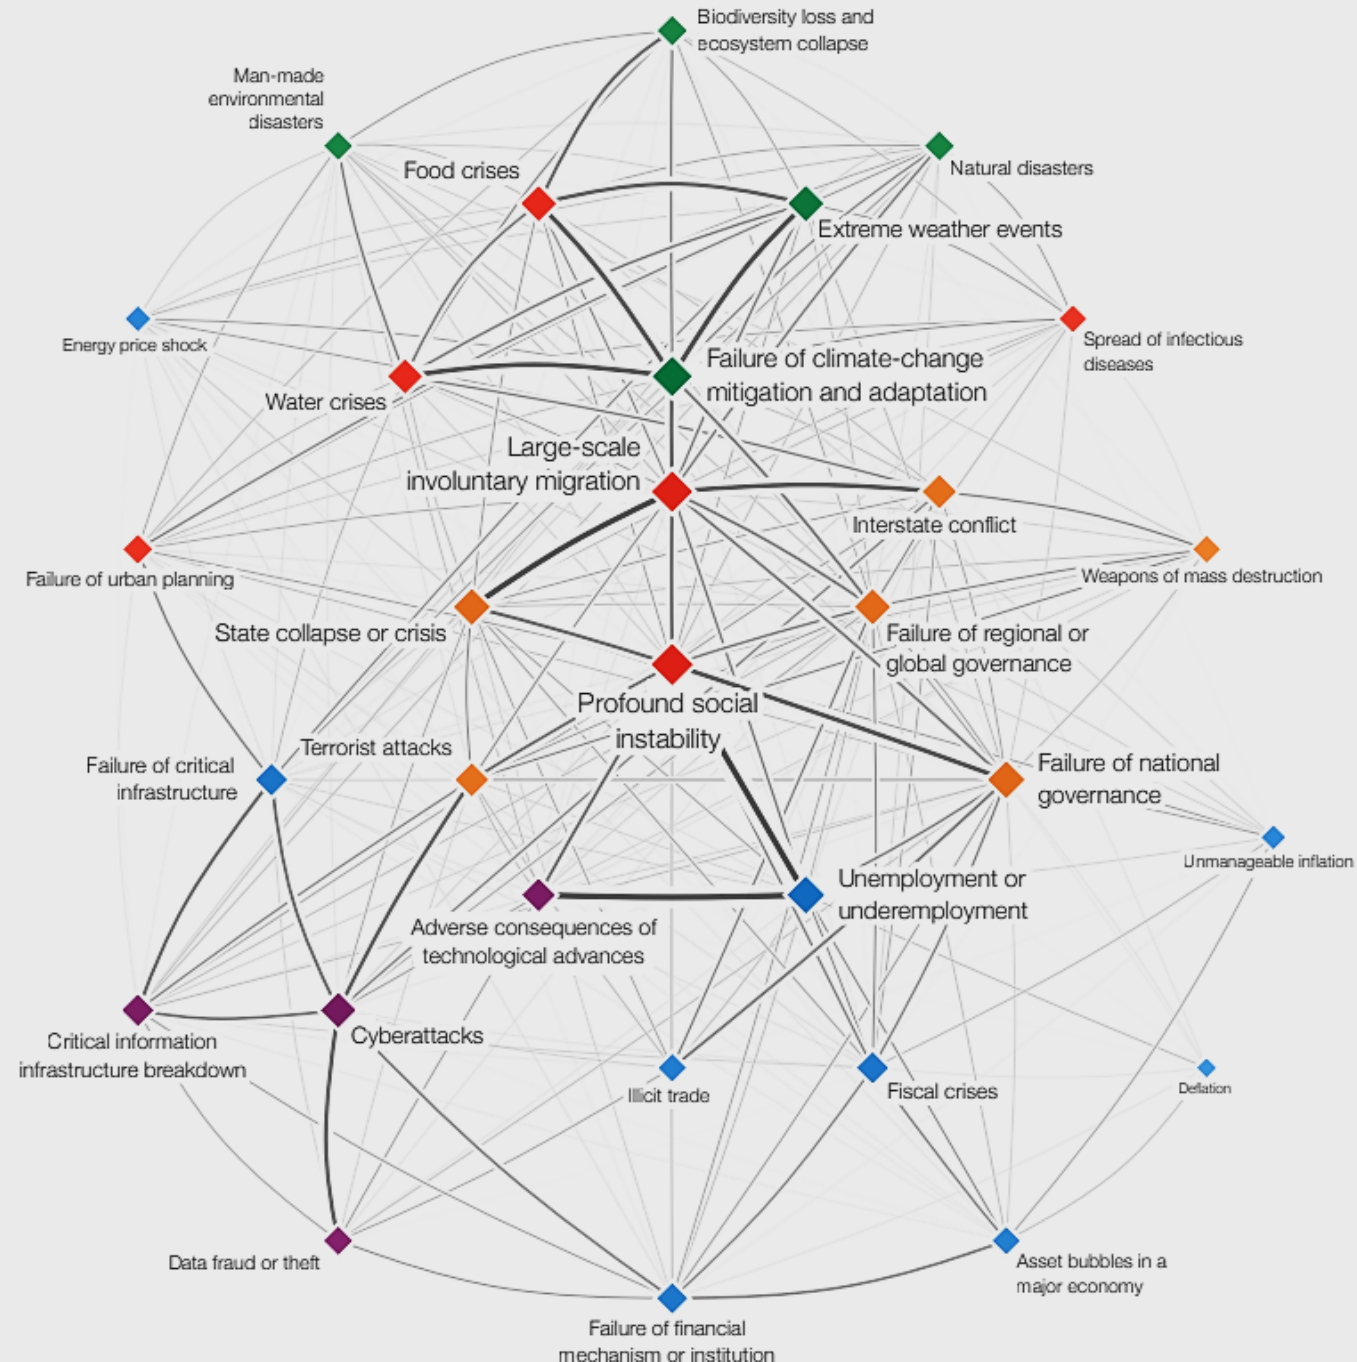 Biodiversity loss and
ecosystem collapse
Man-made
environmental
disasters
Food crises
Natural disasters
Extreme weather events
Energy price shock
Spread of infectious
diseases
Failure of climate-change
mitigation and adaptation
Water crises
Large-scale
involuntary migration
Interstate conflict
Failure of urban planning
Weapons of mass destruction
State collapse or crisis
Failure of regional or
global governance
Profound social
instability
Terrorist attacks
Failure of critical
infrastructure
Failure of national
governance
Unmanageable inflation
Unemployment or
underemployment
Adverse consequences of
technological advances
Critical information
infrastructure breakdown
Cyberattacks
Illicit trade
Fiscal crises
Deflation
Data fraud or theft
Asset bubbles in a
major economy
Failure of financial
mechanism or institution